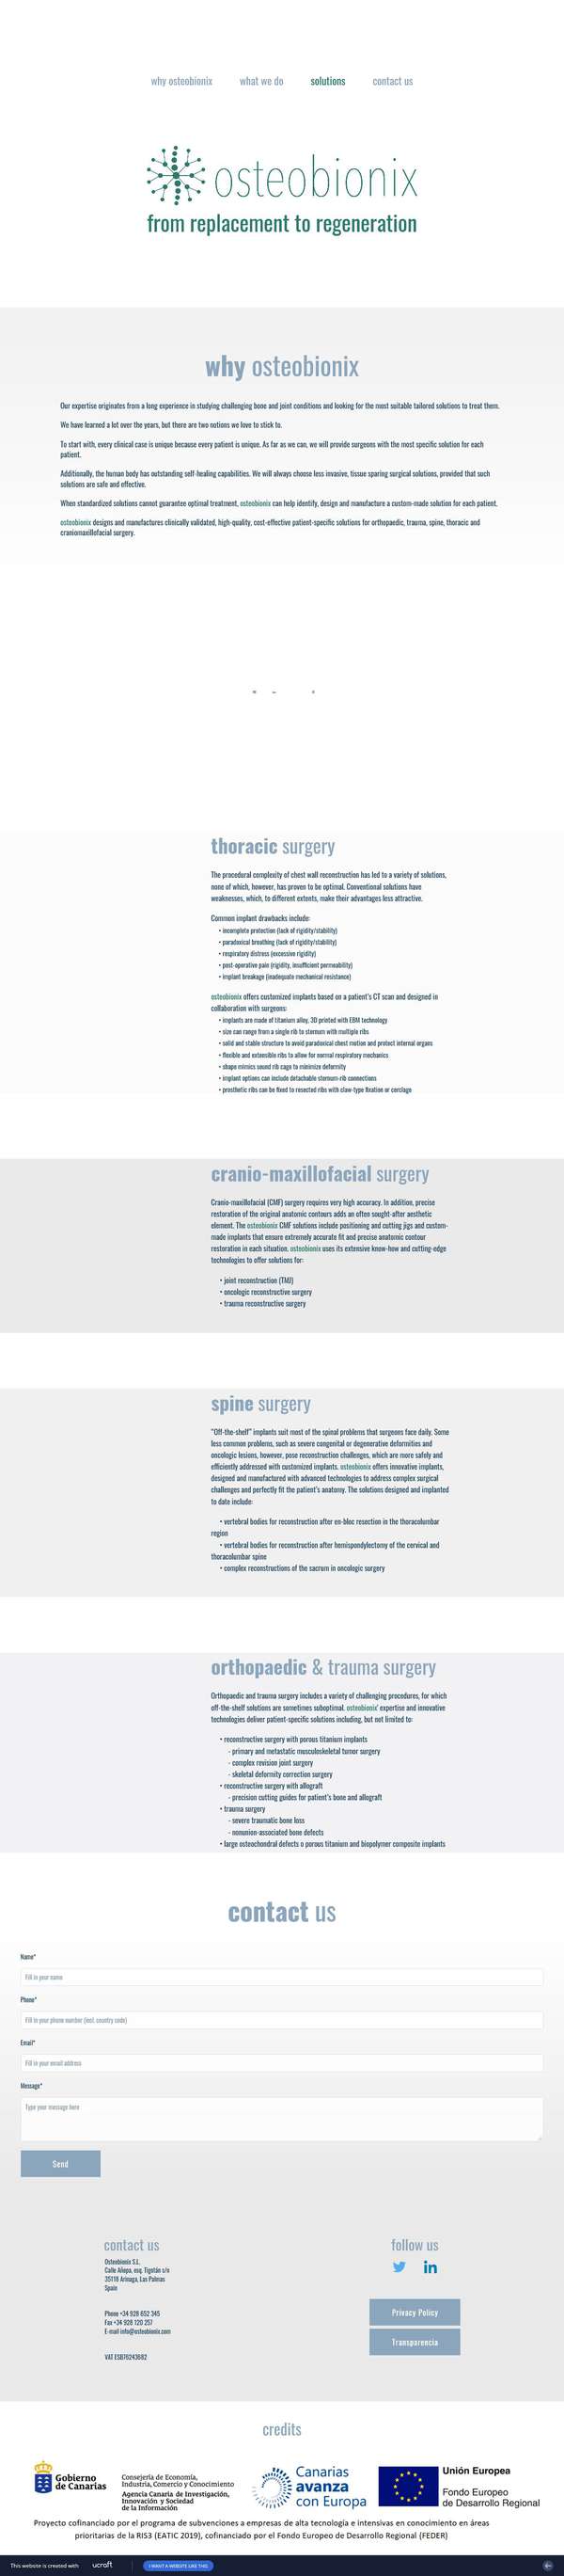 why osteobionix what we do solutions contact us
osteobionix
from replacement to regeneration
why osteobionix
Our expertise originates from a long experience in studying challenging bone and joint conditions and looking for the most suitable tailored solutions to treat them.
We have learned a lot over the years, but there are two notions we love to stick to.
To start with, every clinical case is unique because every patient is unique. As far as we can, we will provide surgeons with the most specific solution for each
patient.
Additionally, the human body has outstanding self-healing capabilities. We will always choose less invasive, tissue sparing surgical solutions, provided that such
solutions are safe and effective.
When standardized solutions cannot guarantee optimal treatment, osteobionix can help identify, design and manufacture a custom-made solution for each patient.
osteobionix designs and manufactures clinically validated, high-quality, cost-effective patient-specific solutions for orthopaedic, trauma, spine, thoracic and
craniomaxillofacial surgery.
thoracic surgery
The procedural complexity of chest wall reconstruction has led to a variety of solutions,
none of which, however, has proven to be optimal. Conventional solutions have
weaknesses, which, to different extents, make their advantages less attractive.
Common implant drawbacks include:
• incomplete protection (lack of rigidity/stability)
• paradoxical breathing (lack of rigidity/stability)
• respiratory distress (excessive rigidity)
• post-operative pain (rigidity, insufficient permeability)
• implant breakage (inadequate mechanical resistance)
osteobionix offers customized implants based on a patient's CT scan and designed in
collaboration with surgeons:
• implants are made of titanium alloy, 3D printed with EBM technology
• size can range from a single rib to sternum with multiple ribs
• solid and stable structure to avoid paradoxical chest motion and protect internal organs
• flexible and extensible ribs to allow for normal respiratory mechanics
• shape mimics sound rib cage to minimize deformity
• implant options can include detachable sternum-rib connections
• prosthetic ribs can be fixed to resected ribs with claw-type fixation or cerclage
cranio-maxillofacial surgery
Cranio-maxillofacial (CMF) surgery requires very high accuracy. In addition, precise
restoration of the original anatomic contours adds an often sought-after aesthetic
element. The osteobionix CMF solutions include positioning and cutting jigs and custom-
made implants that ensure extremely accurate fit and precise anatomic contour
restoration in each situation. osteobionix uses its extensive know-how and cutting-edge
technologies to offer solutions for:
• joint reconstruction (TMJ)
• oncologic reconstructive surgery
• trauma reconstructive surgery
spine surgery
"Off-the-shelf" implants suit most of the spinal problems that surgeons face daily. Some
less common problems, such as severe congenital or degenerative deformities and
oncologic lesions, however, pose reconstruction challenges, which are more safely and
efficiently addressed with customized implants. osteobionix offers innovative implants,
designed and manufactured with advanced technologies to address complex surgical
challenges and perfectly fit the patient's anatomy. The solutions designed and implanted
to date include:
• vertebral bodies for reconstruction after en-bloc resection in the thoracolumbar
region
• vertebral bodies for reconstruction after hemispondylectomy of the cervical and
thoracolumbar spine
• complex reconstructions of the sacrum in oncologic surgery
orthopaedic & trauma surgery
Orthopaedic and trauma surgery includes a variety of challenging procedures, for which
off-the-shelf solutions are sometimes suboptimal. osteobionix' expertise and innovative
technologies deliver patient-specific solutions including, but not limited to:
• reconstructive surgery with porous titanium implants
- primary and metastatic musculoskeletal tumor surgery
- complex revision joint surgery
- skeletal deformity correction surgery
• reconstructive surgery with allograft
- precision cutting guides for patient's bone and allograft
• trauma surgery
- severe traumatic bone loss
- nonunion-associated bone defects
• large osteochondral defects o porous titanium and biopolymer composite implants
contact us
Name*
Fill in your name
Phone*
Fill in your phone number (incl. country code)
Email*
Fill in your email address
Message*
Type your message here
Send
contact us
Osteobionix S.L.
Calle Añepa, esq. Tigotán s/n
35118 Arinaga, Las Palmas
Spain
Phone +34 928 652 345
Fax +34 928 120 257
E-mail info@osteobionix.com
VAT ESB76243692
follow us
Privacy Policy
Transparencia
credits
Gobierno
de Canarias
Consejería de Economía,
Industria, Comercio y Conocimiento
Agencia Canaria de Investigación,
Innovación y Sociedad
de la Información
Canarias
avanza
con Europa
Unión Europea
Fondo Europeo
de Desarrollo Regional
Proyecto cofinanciado por el programa de subvenciones a empresas de alta tecnología e intensivas en conocimiento en áreas
prioritarias de la RIS3 (EATIC 2019), cofinanciado por el Fondo Europeo de Desarrollo Regional (FEDER)
This website is created with ucraft I WANT A WEBSITE LIKE THIS